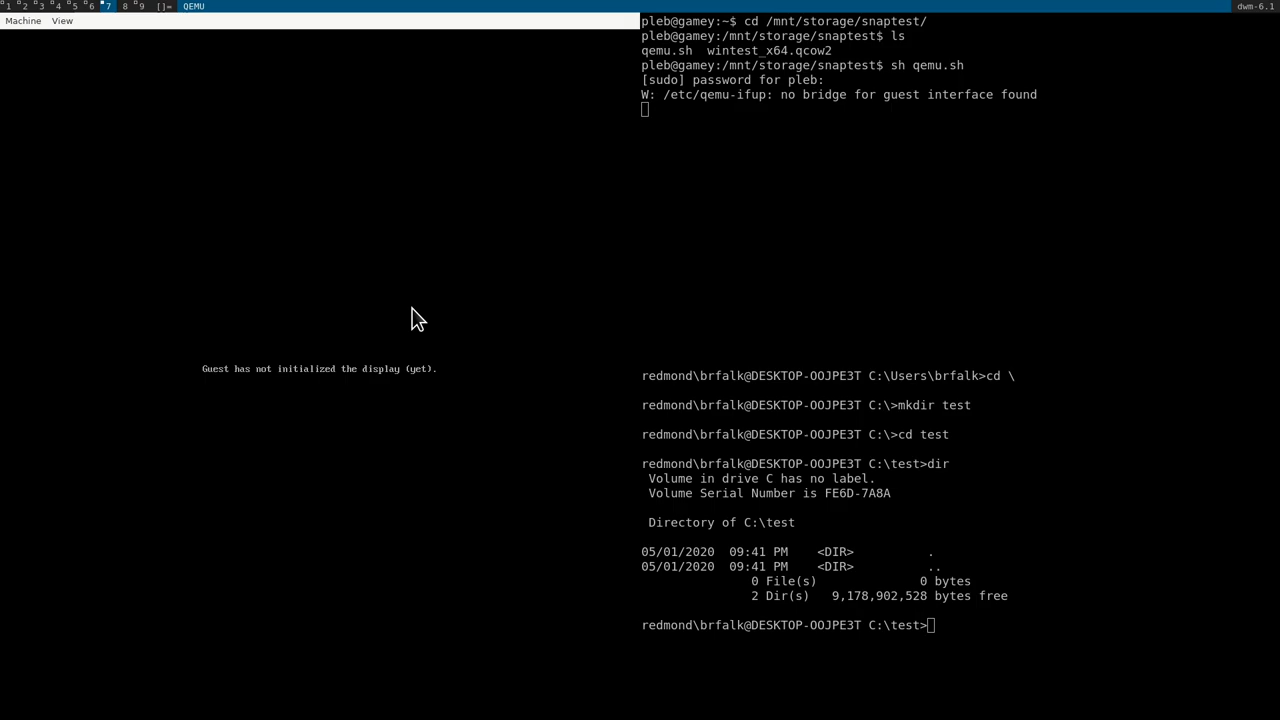 1 2 3 4 5 6 7 8 9 []= QEMU dwm-6.1
Machine View
Guest has not initialized the display (yet).
pleb@gamey:~$ cd /mnt/storage/snaptest/
pleb@gamey:/mnt/storage/snaptest$ ls
qemu.sh  wintest_x64.qcow2
pleb@gamey:/mnt/storage/snaptest$ sh qemu.sh
[sudo] password for pleb:
W: /etc/qemu-ifup: no bridge for guest interface found
redmond\brfalk@DESKTOP-OOJPE3T C:\Users\brfalk>cd \
redmond\brfalk@DESKTOP-OOJPE3T C:\>mkdir test
redmond\brfalk@DESKTOP-OOJPE3T C:\>cd test
redmond\brfalk@DESKTOP-OOJPE3T C:\test>dir
 Volume in drive C has no label.
 Volume Serial Number is FE6D-7A8A
 Directory of C:\test
05/01/2020  09:41 PM    <DIR>          .
05/01/2020  09:41 PM    <DIR>          ..
               0 File(s)              0 bytes
               2 Dir(s)   9,178,902,528 bytes free
redmond\brfalk@DESKTOP-OOJPE3T C:\test>